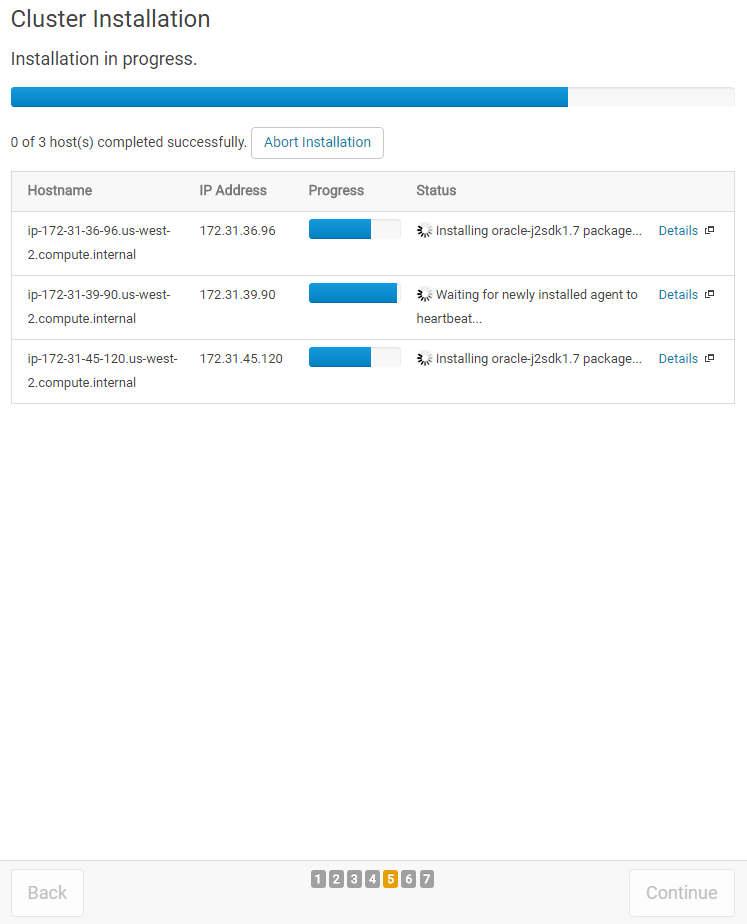 Cluster Installation
Installation in progress.
0 of 3 host(s) completed successfully. Abort Installation
Hostname IP Address Progress Status
ip-172-31-36-96.us-west- 172.31.36.96 Installing oracle-j2sdk1.7 package... Details
2.compute.internal
ip-172-31-39-90.us-west- 172.31.39.90 Waiting for newly installed agent to Details
2.compute.internal heartbeat...
ip-172-31-45-120.us-west- 172.31.45.120 Installing oracle-j2sdk1.7 package... Details
2.compute.internal
Back 1 2 3 4 5 6 7 Continue